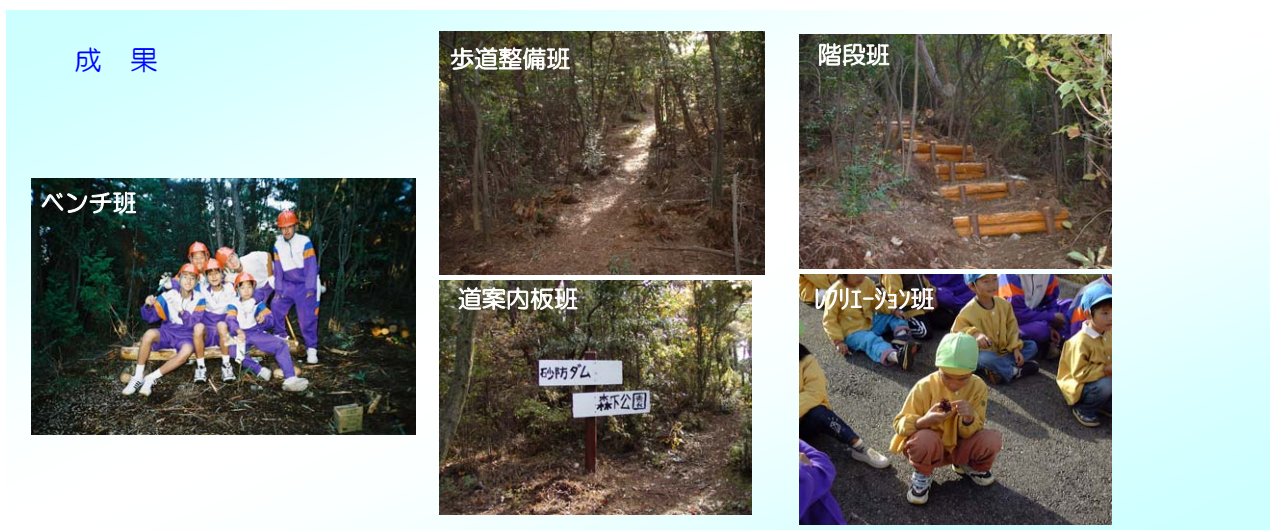 成 果
ベンチ班
歩道整備班
階段班
道案内板班
砂防ダム
森下公園
ﾚｸﾘｴｰｼｮﾝ班